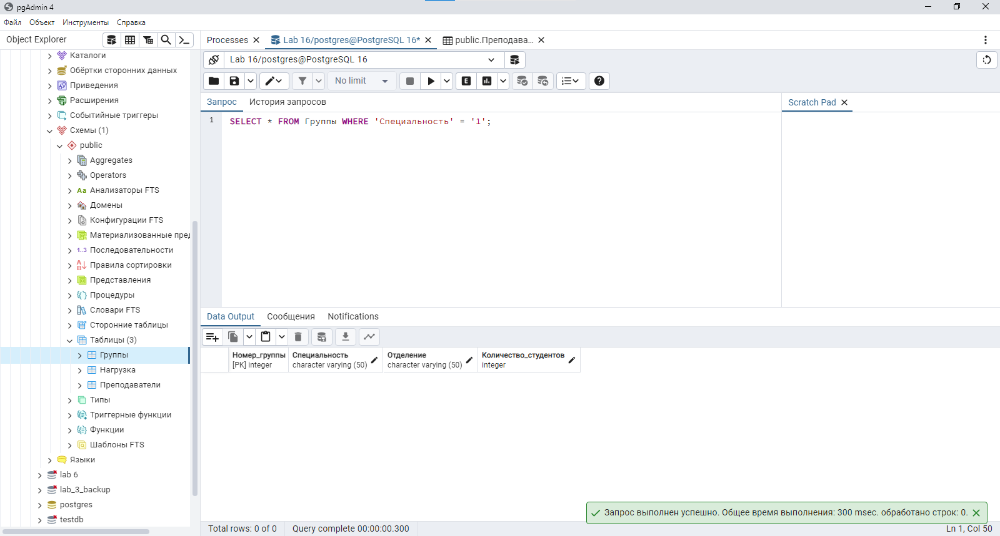 pgAdmin 4
Файл Объект Инструменты Справка
Object Explorer
Каталоги
Обёртки сторонних данных
Приведения
Расширения
Событийные триггеры
Схемы (1)
public
Aggregates
Operators
Aa Анализаторы FTS
Домены
Конфигурации FTS
Материализованные пред
1..3 Последовательности
Правила сортировки
Представления
Процедуры
Словари FTS
Сторонние таблицы
Таблицы (3)
Группы
Нагрузка
Преподаватели
Типы
Триггерные функции
Функции
Шаблоны FTS
Языки
lab 6
lab_3_backup
postgres
testdb
Processes Lab 16/postgres@PostgreSQL 16* public.Преподава...
Lab 16/postgres@PostgreSQL 16
No limit
E
Запрос История запросов
Scratch Pad
1 SELECT * FROM Группы WHERE 'Специальность' = '1';
Data Output Сообщения Notifications
Номер_группы Специальность Отделение Количество_студентов
[PK] integer character varying (50) character varying (50) integer
Запрос выполнен успешно. Общее время выполнения: 300 msec. обработано строк: 0.
Total rows: 0 of 0 Query complete 00:00:00.300 Ln 1, Col 50